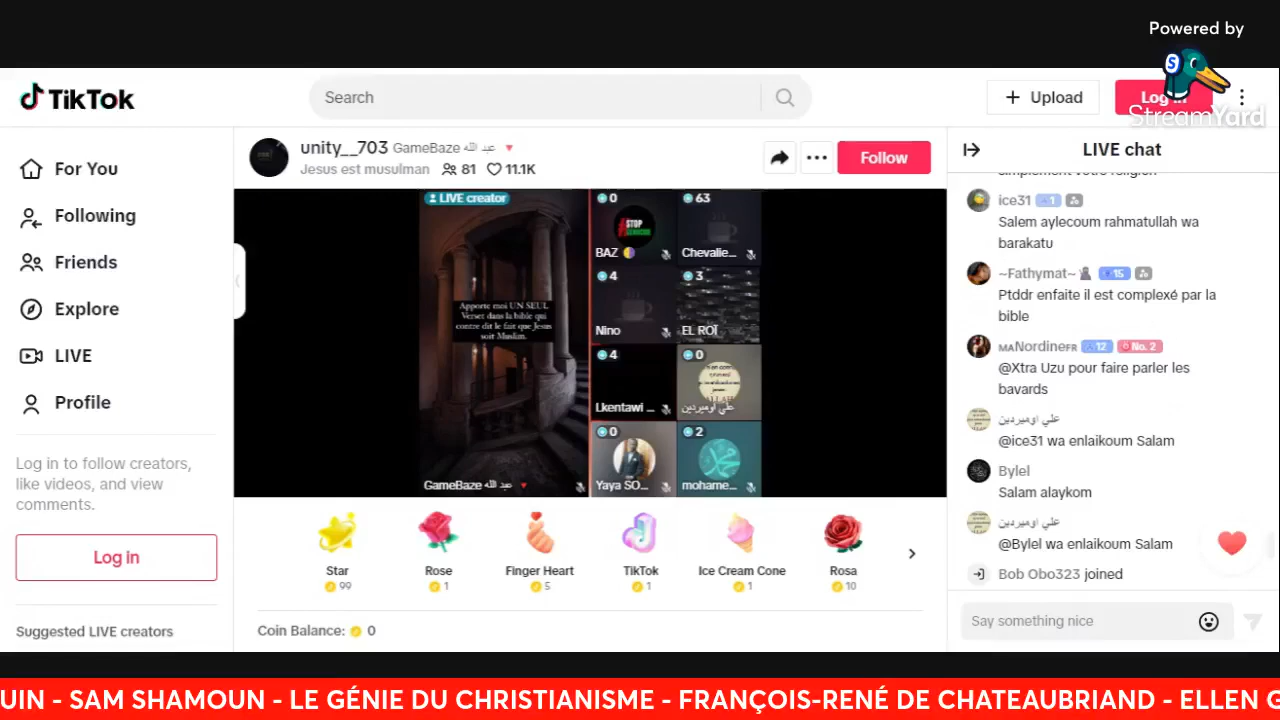 Powered by
StreamYard
TikTok
Search
Upload
Log in
For You
Following
Friends
Explore
LIVE
Profile
Log in to follow creators,
like videos, and view
comments.
Log in
Suggested LIVE creators
unity__703 GameBaze عبد الله
Jesus est musulman 81 11.1K
Follow
LIVE creator
Apporte moi UN SEUL
Verset dans la bible qui
contre dit le fait que Jesus
soit Muslim.
GameBaze عبد الله
0
STOP
BAZ
63
Chevalie...
4
Nino
3
EL ROÏ
4
Lkentawi ...
0
علي اوميردين
0
Yaya SO...
2
mohame...
Star
99
Rose
1
Finger Heart
5
TikTok
1
Ice Cream Cone
1
Rosa
10
Coin Balance: 0
LIVE chat
simplement votre religion
ice31 1
Salem aylecoum rahmatullah wa
barakatu
~Fathymat~ 15
Ptddr enfaite il est complexé par la
bible
MANordineFR 12 No. 2
@Xtra Uzu pour faire parler les
bavards
علي اوميردين
@ice31 wa enlaikoum Salam
Bylel
Salam alaykom
علي اوميردين
@Bylel wa enlaikoum Salam
Bob Obo323 joined
Say something nice
UIN - SAM SHAMOUN - LE GÉNIE DU CHRISTIANISME - FRANÇOIS-RENÉ DE CHATEAUBRIAND - ELLEN G